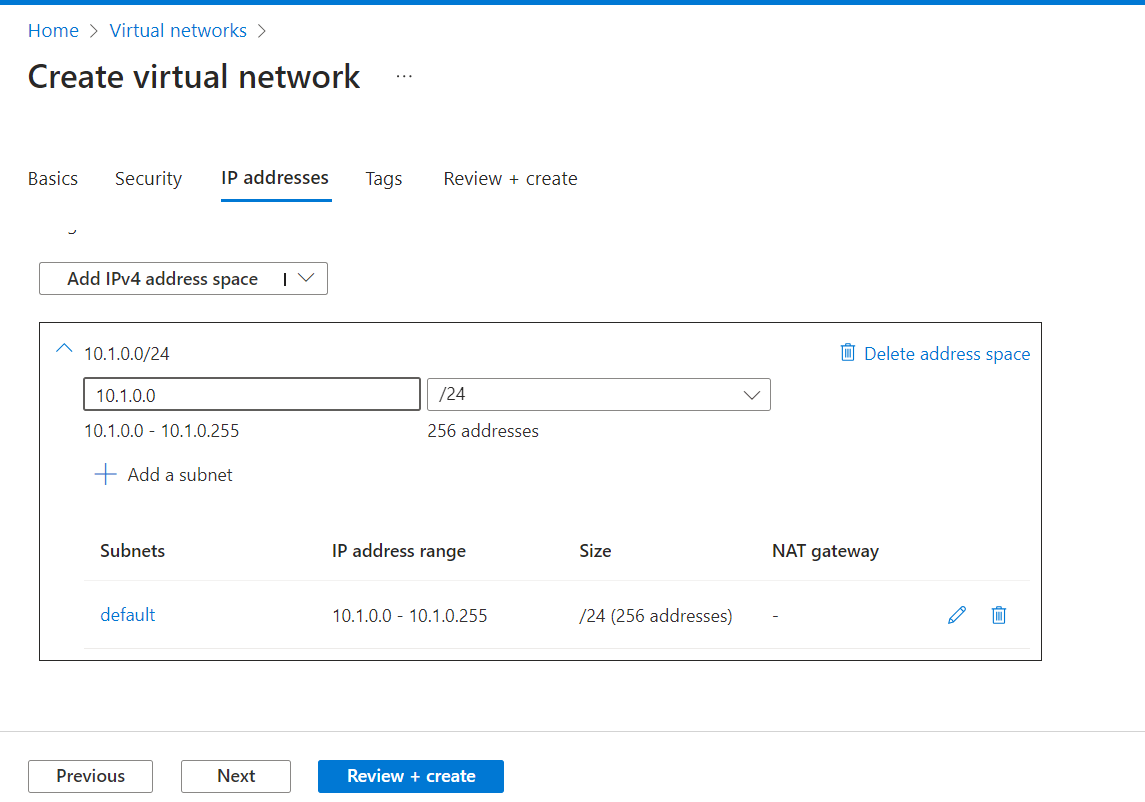 Home > Virtual networks >
Create virtual network ...
Basics Security IP addresses Tags Review + create
Add IPv4 address space
10.1.0.0/24 Delete address space
10.1.0.0 /24
10.1.0.0 - 10.1.0.255 256 addresses
Add a subnet
Subnets IP address range Size NAT gateway
default 10.1.0.0 - 10.1.0.255 /24 (256 addresses) -
Previous Next Review + create